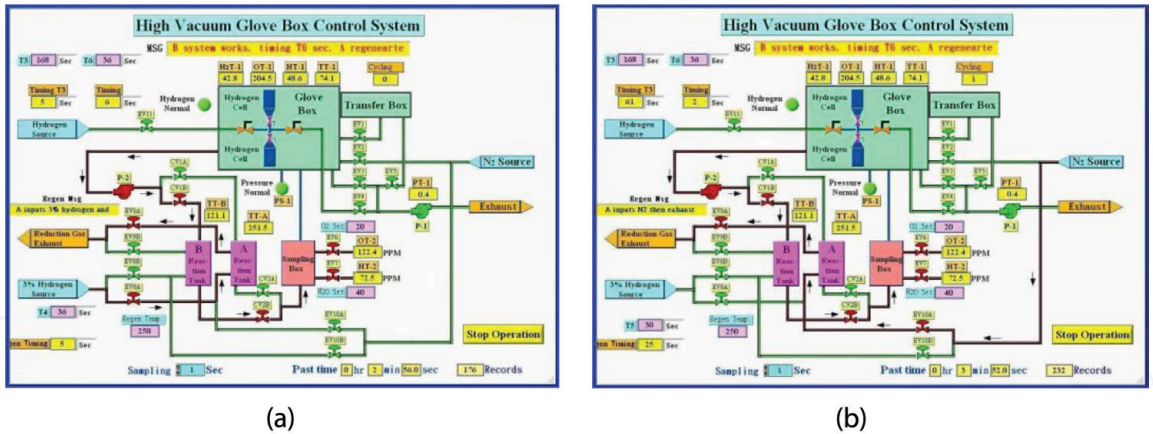 High Vacuum Glove Box Control System
MSG B system works, timing T6 sec, A regenearte
T3 168 Sec T6 36 Sec
H2T-1 OT-1 HT-1 TT-1 Cycling
42.8 204.5 48.6 74.1 0
Timing T3 Timing
5 Sec 6 Sec
Hydrogen Normal
Hydrogen Cell
Glove Box
Transfer Box
EV11
EV1
Hydrogen Source
Hydrogen Cell
EV2
N2 Source
CV1A
EV3 EV5
P-2
CV1B
Pressure Normal
PT-1
0.4
Regen Msg
TT-B
121.1
TT-A
251.5
PS-1
EV4
P-1
Exhaust
A inputs 3% hydrogen and
EV9A
O2 Set 20
Reduction Gas Exhaust
EV9B
B Reaction Tank
A Reaction Tank
Sampling Box
EV6
OT-2
122.4 PPM
EV8B
EV7
HT-2
72.5 PPM
3% Hydrogen Source
EV8A
CV2A
CV2B
H2O Set 40
T4 36 Sec
Regen Temp.
250
EV10A
EV10B
Stop Operation
gen Timing 5 Sec
Sampling 1 Sec
Past time 0 hr 2 min 56.0 sec 176 Records
(a)
High Vacuum Glove Box Control System
MSG B system works, timing T6 sec, A regenearte
T3 168 Sec T6 36 Sec
H2T-1 OT-1 HT-1 TT-1 Cycling
42.8 204.5 48.6 74.1 1
Timing T3 Timing
61 Sec 2 Sec
Hydrogen Normal
Hydrogen Cell
Glove Box
Transfer Box
EV11
EV1
Hydrogen Source
Hydrogen Cell
EV2
N2 Source
CV1A
EV3 EV5
P-2
CV1B
Pressure Normal
PT-1
0.4
Regen Msg
TT-B
121.1
TT-A
251.5
PS-1
EV4
P-1
Exhaust
A inputs N2 then exhaust
EV9A
O2 Set 20
Reduction Gas Exhaust
EV9B
B Reaction Tank
A Reaction Tank
Sampling Box
EV6
OT-2
122.4 PPM
EV8B
EV7
HT-2
72.5 PPM
3% Hydrogen Source
EV8A
CV2A
CV2B
H2O Set 40
T5 30 Sec
Regen Temp.
250
EV10A
EV10B
Stop Operation
gen Timing 25 Sec
Sampling 1 Sec
Past time 0 hr 3 min 52.0 sec 232 Records
(b)